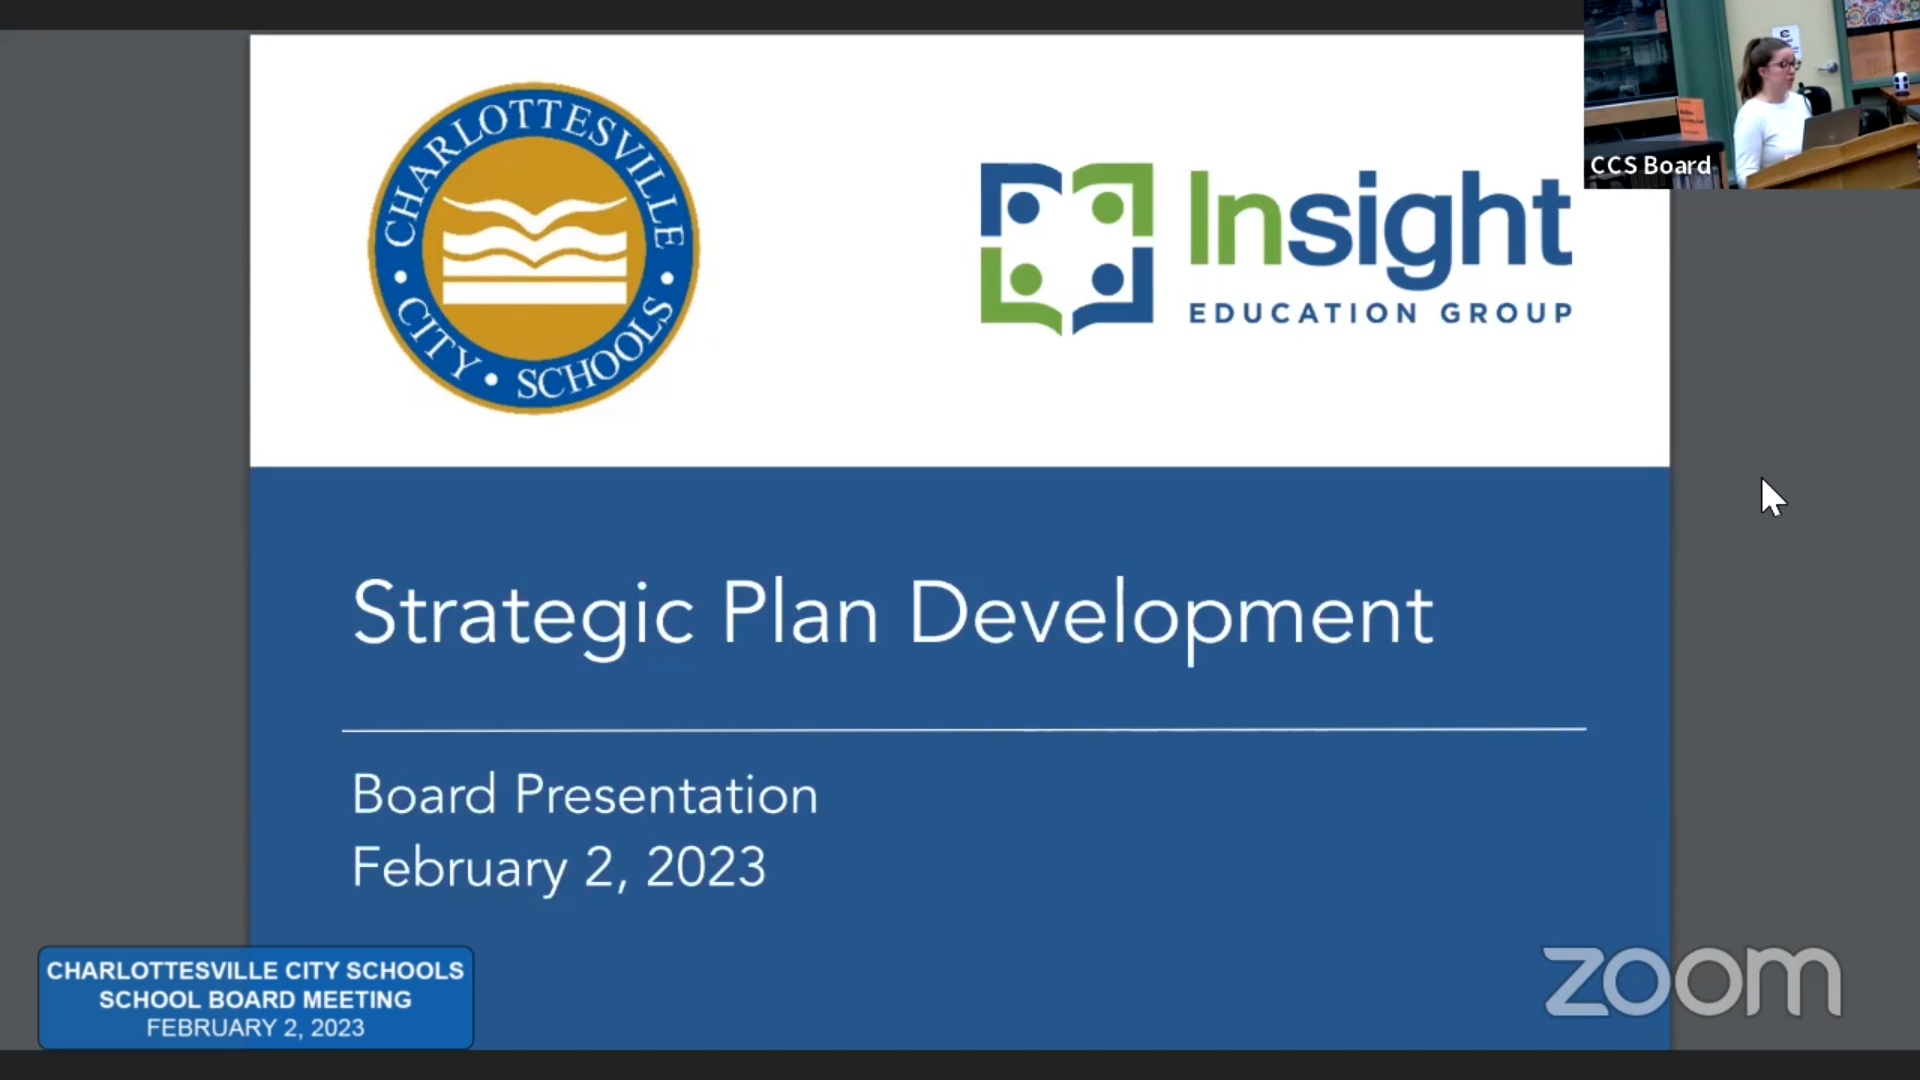 CHARLOTTESVILLE
CITY • SCHOOLS
Insight
EDUCATION GROUP
CCS Board
Strategic Plan Development
Board Presentation
February 2, 2023
CHARLOTTESVILLE CITY SCHOOLS
SCHOOL BOARD MEETING
FEBRUARY 2, 2023
zoom